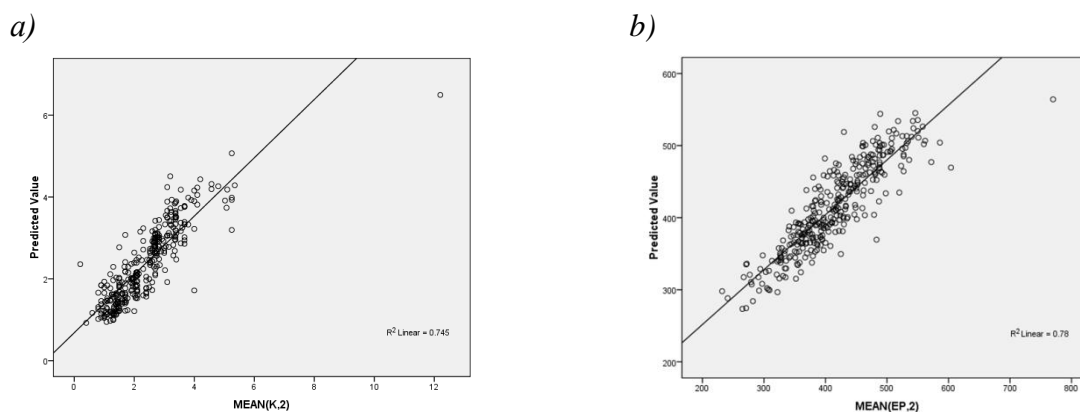 a)
b)
6
4
2
0
Predicted Value
R² Linear = 0.745
0 2 4 6 8 10 12
MEAN(K,2)
600
500
400
300
200
Predicted Value
R² Linear = 0.78
200 300 400 500 600 700 800
MEAN(EP,2)